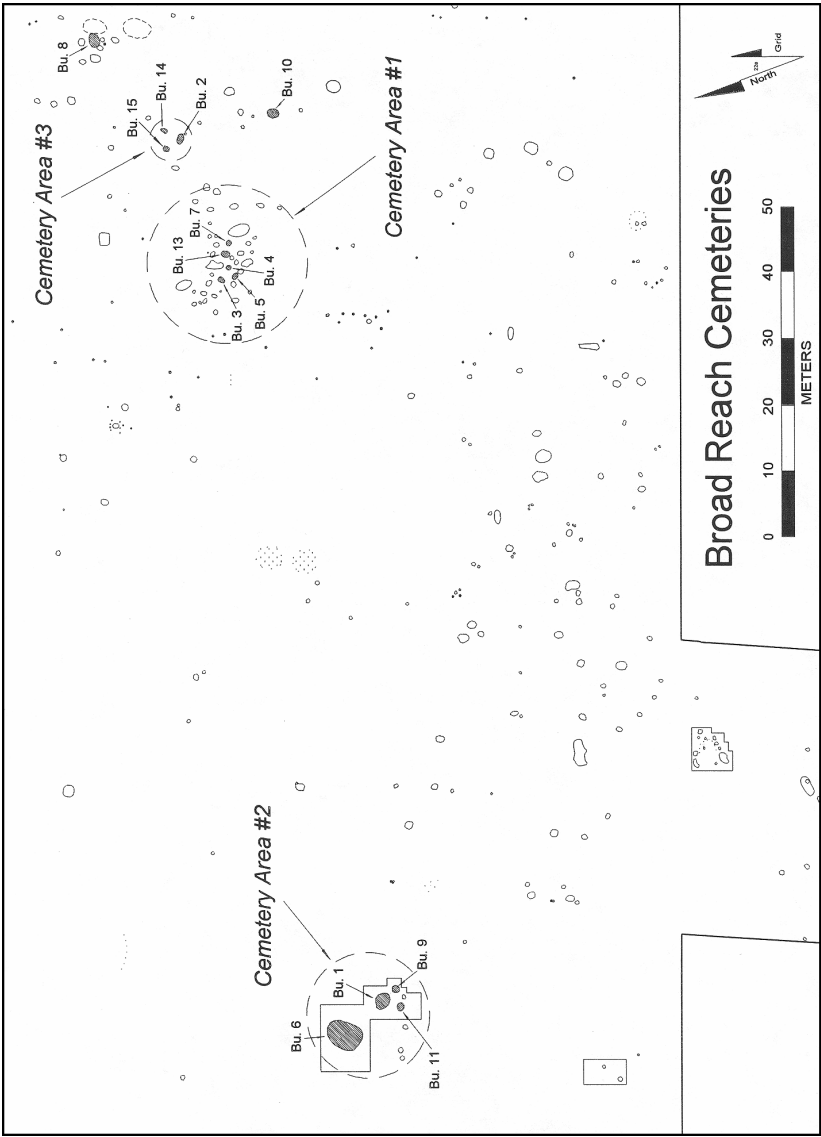 Bu. 8
Bu. 14
Bu. 15
Bu. 2
Bu. 10
Cemetery Area #3
Cemetery Area #1
Bu. 7
Bu. 13
Bu. 4
Bu. 3
Bu. 5
Cemetery Area #2
Bu. 1
Bu. 9
Bu. 6
Bu. 11
Grid
North
Broad Reach Cemeteries
0 10 20 30 40 50
METERS